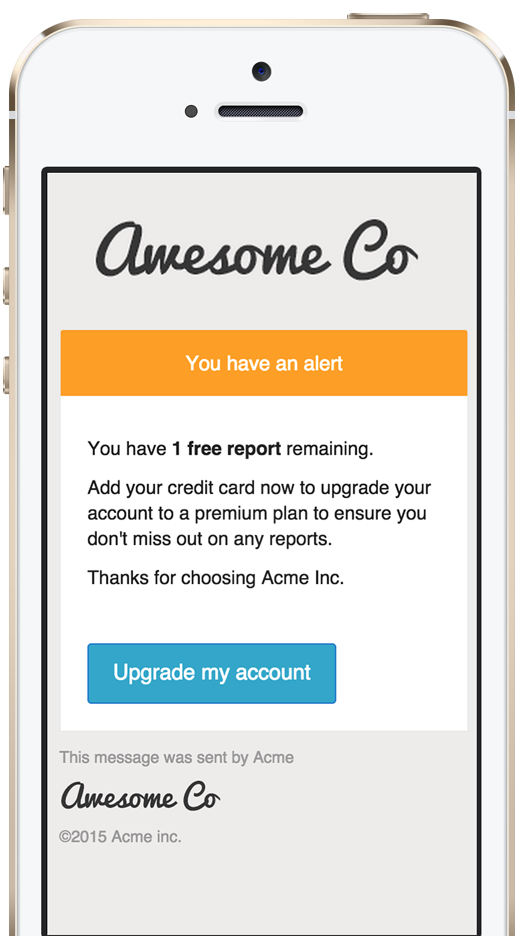 Awesome Co
You have an alert
You have 1 free report remaining.
Add your credit card now to upgrade your
account to a premium plan to ensure you
don't miss out on any reports.
Thanks for choosing Acme Inc.
Upgrade my account
This message was sent by Acme
Awesome Co
©2015 Acme inc.